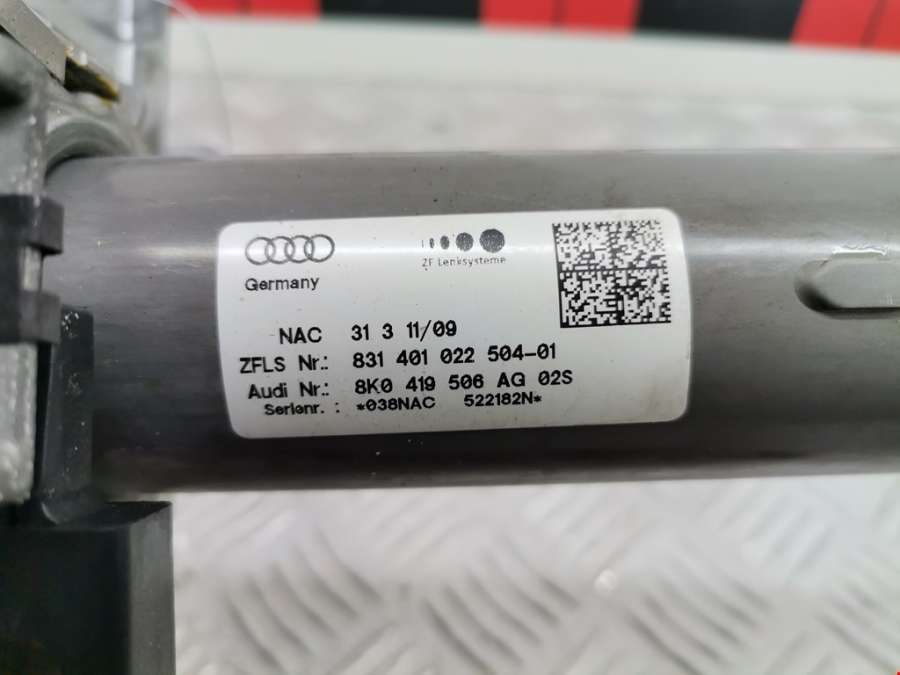 Germany
ZF Lenksysteme
NAC 31 3 11/09
ZFLS Nr.: 831 401 022 504-01
Audi Nr.: 8K0 419 506 AG 02S
Serienr. : *038NAC 522182N*